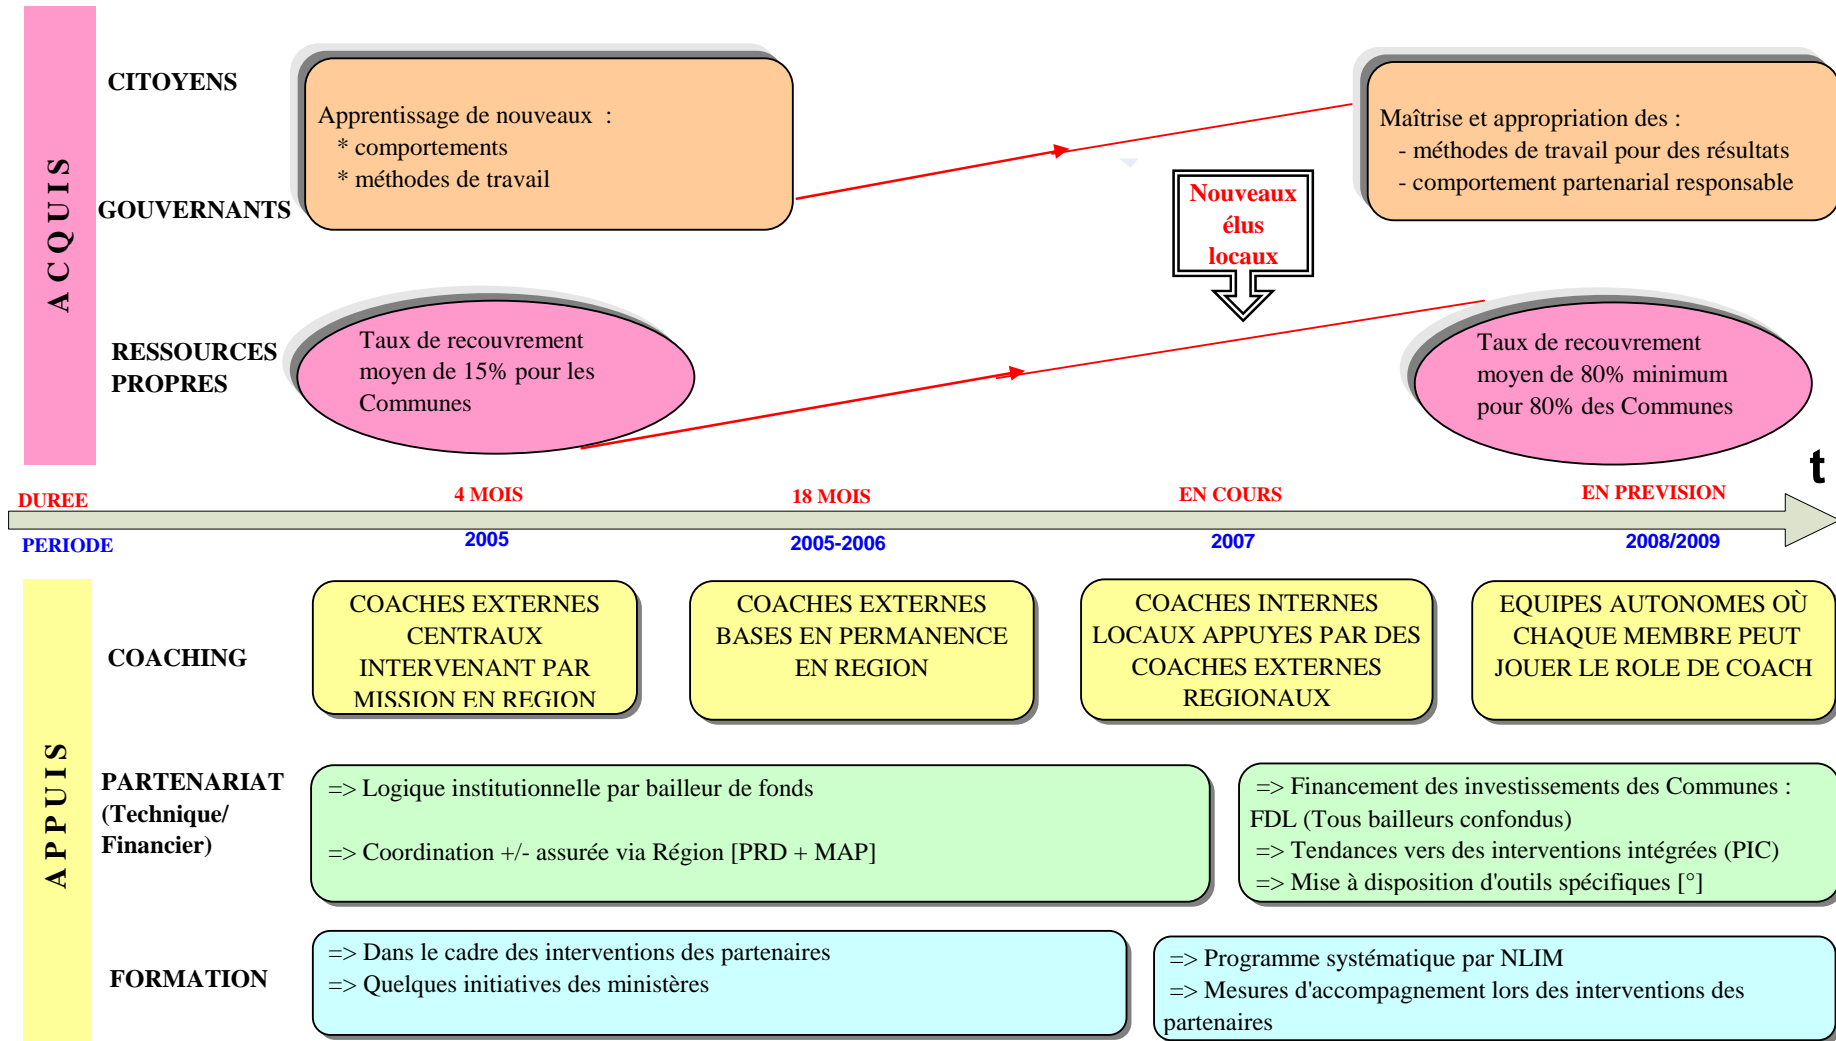 ACQUIS
CITOYENS
GOUVERNANTS
Apprentissage de nouveaux :
* comportements
* méthodes de travail
Maîtrise et appropriation des :
- méthodes de travail pour des résultats
- comportement partenarial responsable
Nouveaux
élus
locaux
RESSOURCES
PROPRES
Taux de recouvrement
moyen de 15% pour les
Communes
Taux de recouvrement
moyen de 80% minimum
pour 80% des Communes
t
DUREE
4 MOIS
18 MOIS
EN COURS
EN PREVISION
PERIODE
2005
2005-2006
2007
2008/2009
APPUIS
COACHING
COACHES EXTERNES
CENTRAUX
INTERVENANT PAR
MISSION EN REGION
COACHES EXTERNES
BASES EN PERMANENCE
EN REGION
COACHES INTERNES
LOCAUX APPUYES PAR DES
COACHES EXTERNES
REGIONAUX
EQUIPES AUTONOMES OÙ
CHAQUE MEMBRE PEUT
JOUER LE ROLE DE COACH
PARTENARIAT
(Technique/
Financier)
=> Logique institutionnelle par bailleur de fonds
=> Coordination +/- assurée via Région [PRD + MAP]
=> Financement des investissements des Communes :
FDL (Tous bailleurs confondus)
=> Tendances vers des interventions intégrées (PIC)
=> Mise à disposition d'outils spécifiques [°]
FORMATION
=> Dans le cadre des interventions des partenaires
=> Quelques initiatives des ministères
=> Programme systématique par NLIM
=> Mesures d'accompagnement lors des interventions des
partenaires